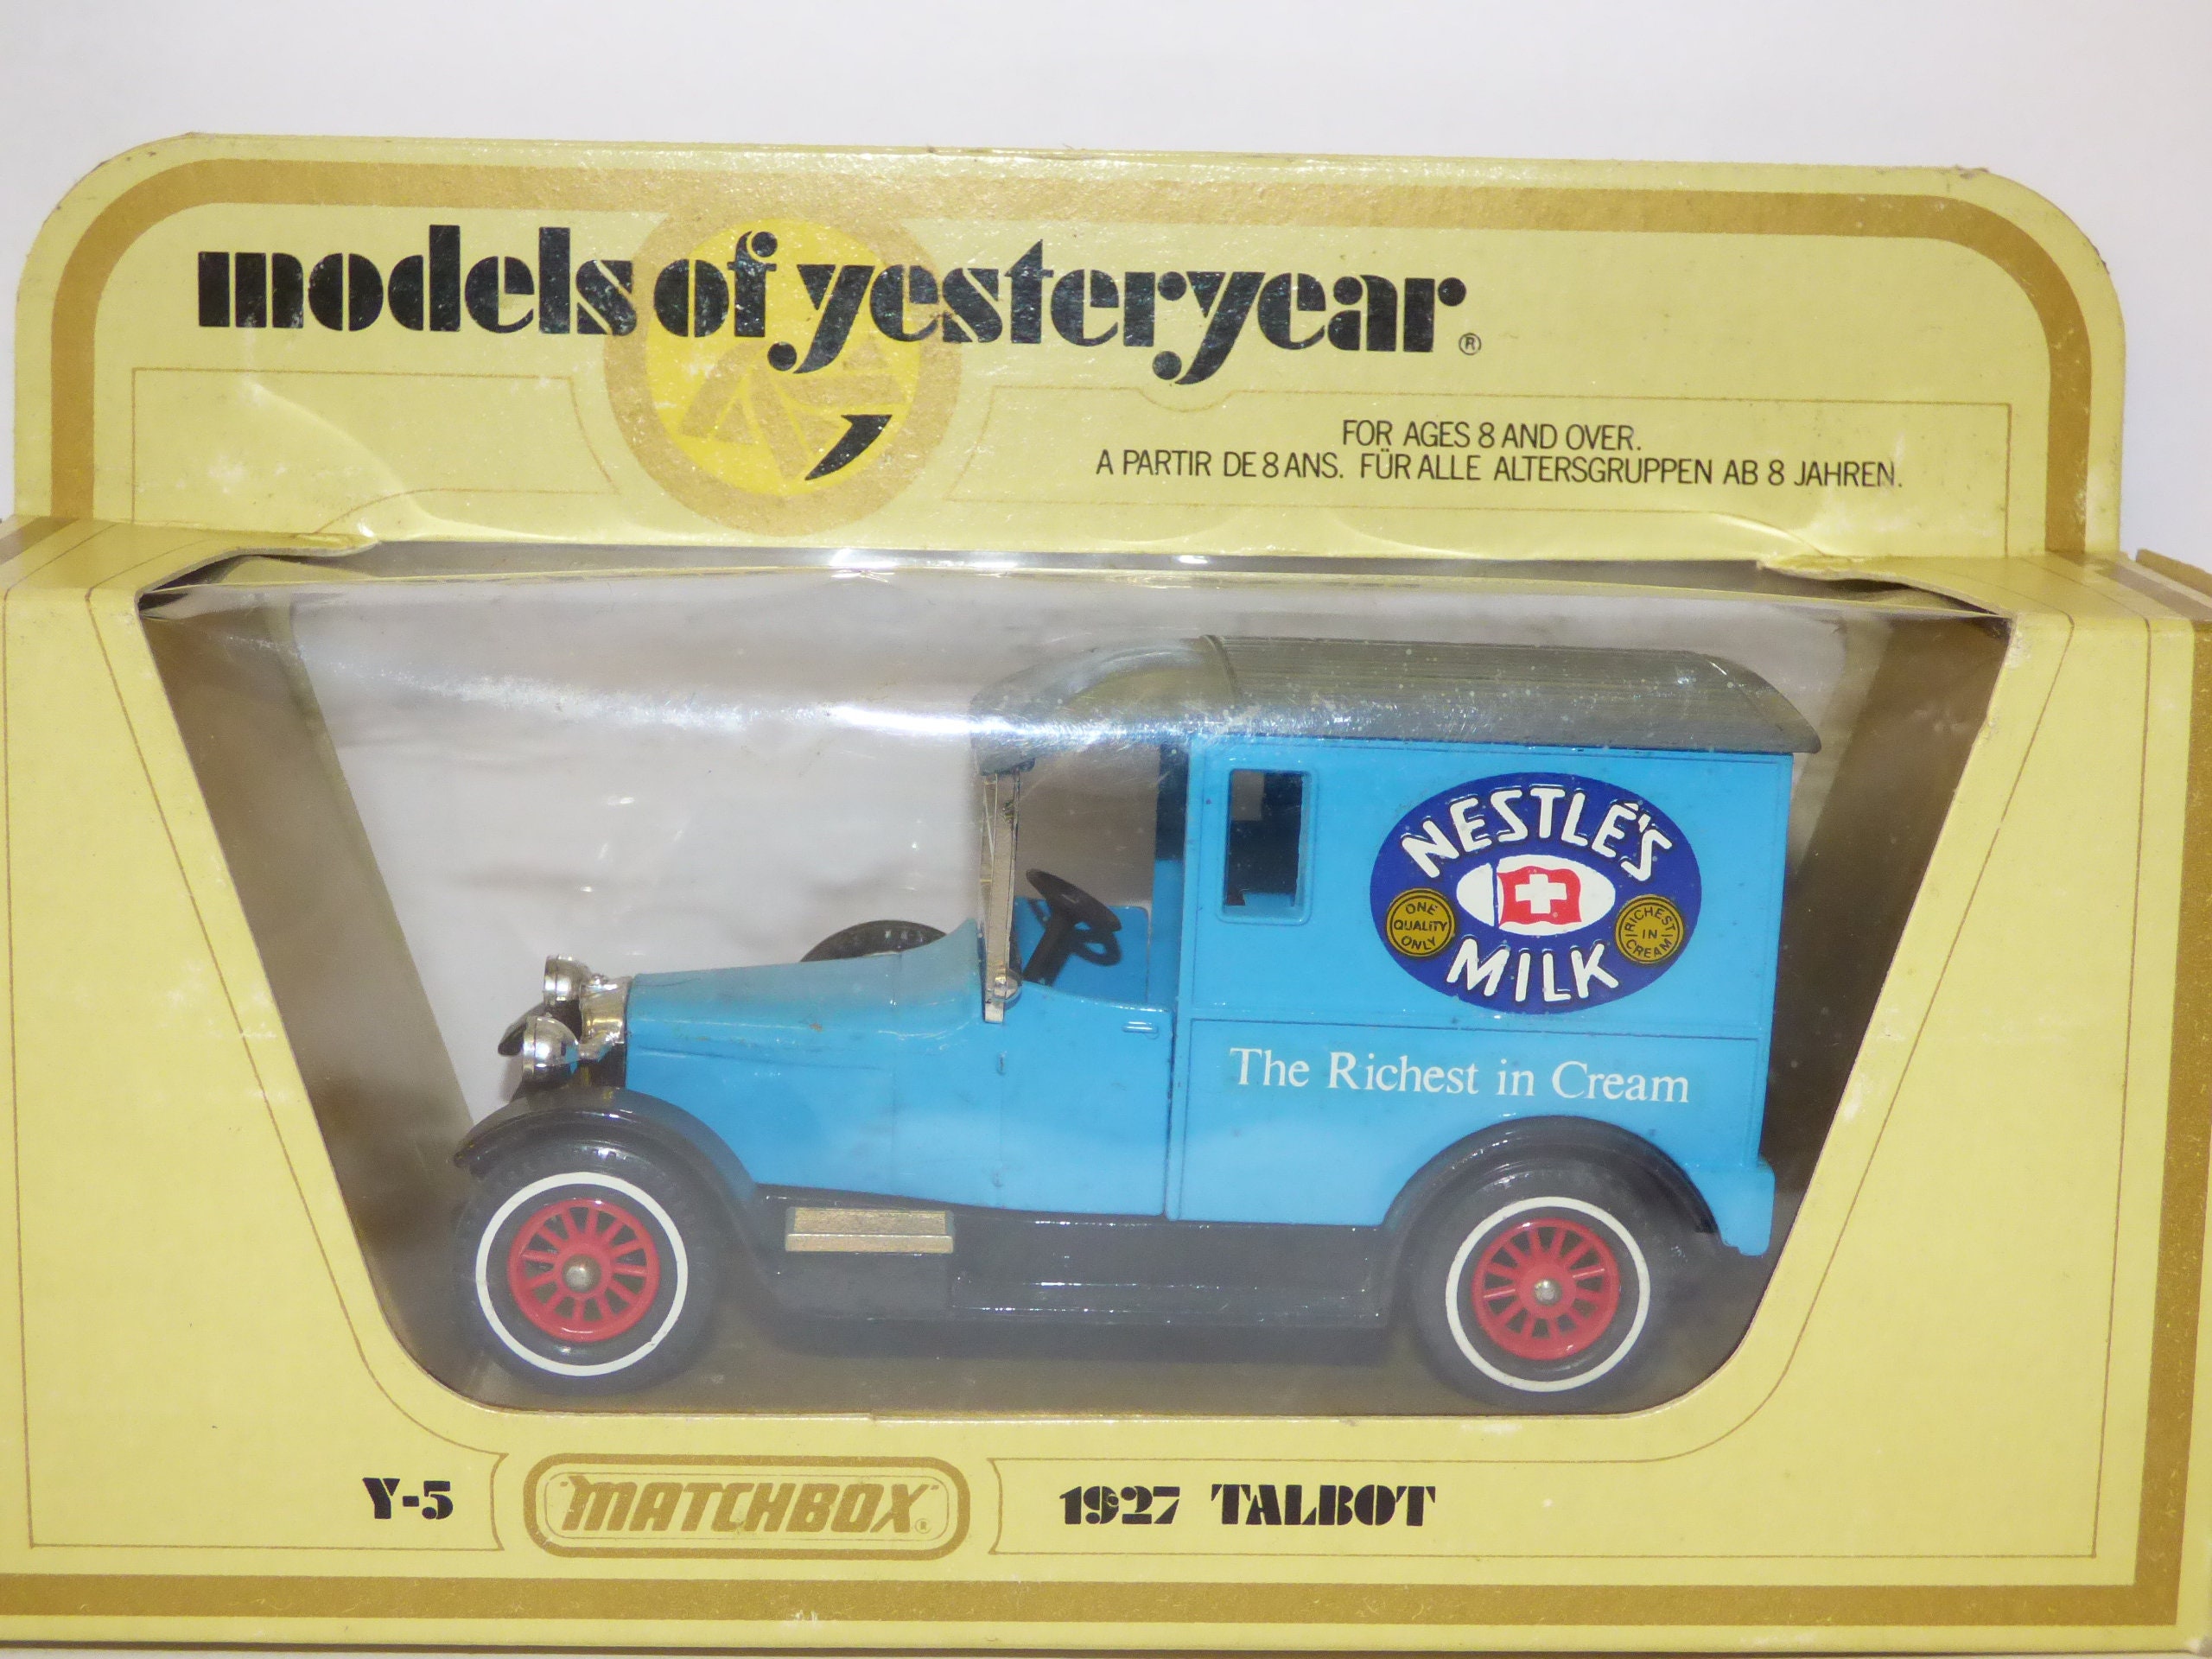 models of yesteryear®
FOR AGES 8 AND OVER.
A PARTIR DE 8 ANS. FÜR ALLE ALTERSGRUPPEN AB 8 JAHREN.
NESTLÉ'S
ONE
QUALITY
ONLY
RICHEST
IN
CREAM
MILK
The Richest in Cream
Y-5
"MATCHBOX"®
1927 TALBOT